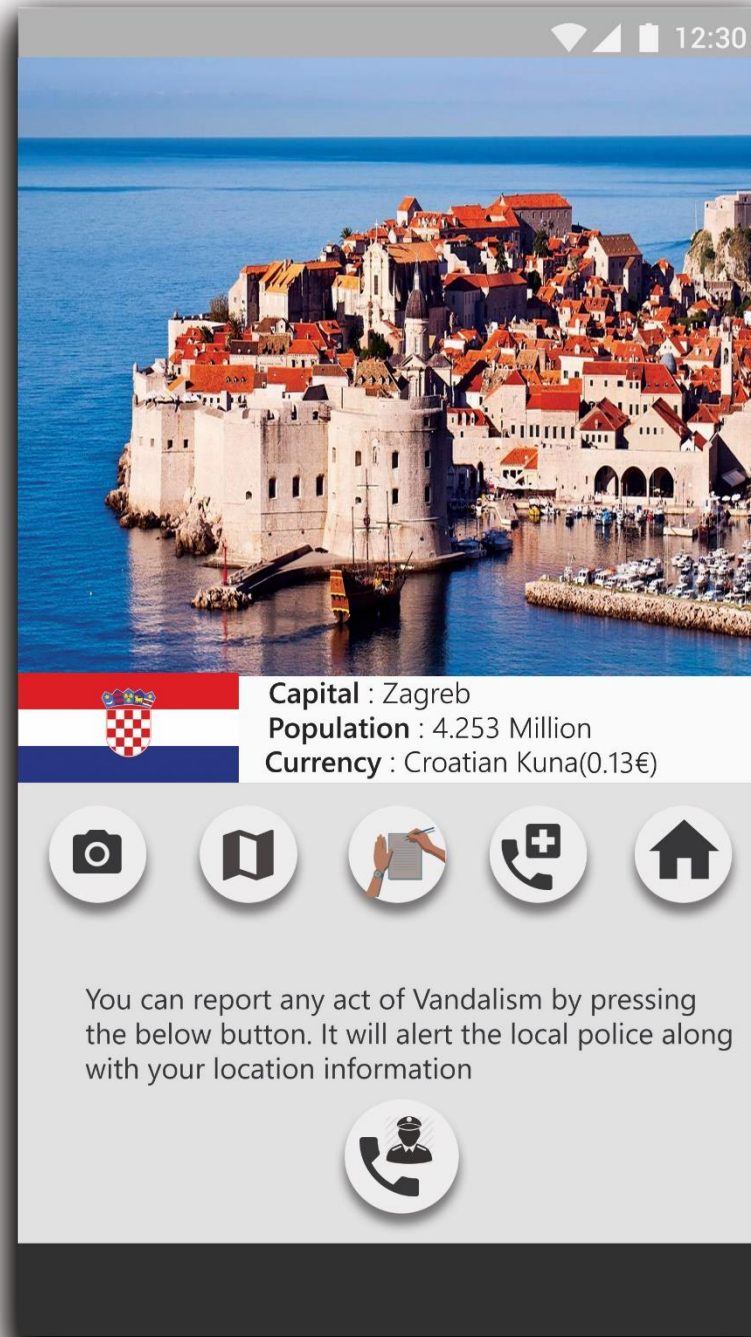 12:30
Capital : Zagreb
Population : 4.253 Million
Currency : Croatian Kuna(0.13€)
You can report any act of Vandalism by pressing
the below button. It will alert the local police along
with your location information